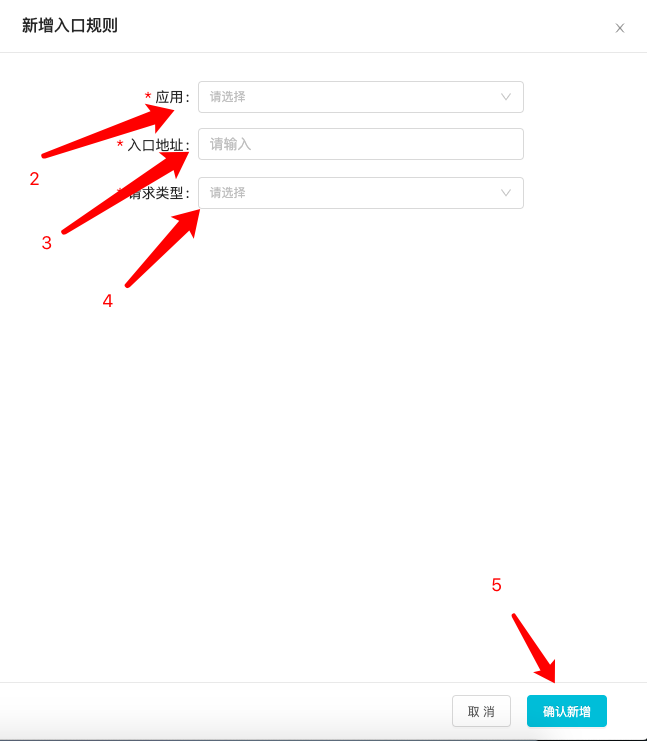 新增入口规则
* 应用：
请选择
2
* 入口地址：
请输入
* 请求类型：
请选择
3
4
5
取 消
确认新增